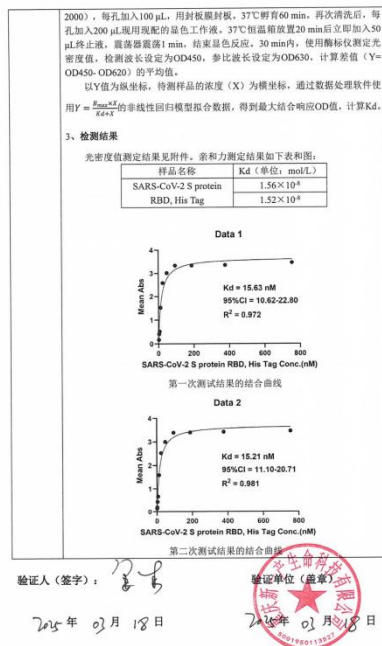 2000），每孔加入100 μL，用封板膜封板，37℃孵育60 min。再次清洗后，每
孔加入200 μL现用现配的显色工作液。37℃恒温箱放置20 min后立即加入50
μL终止液，震荡器震荡1 min，结束显色反应。30 min内，使用酶标仪测定光
密度值，检测波长设定为OD450，参比波长设定为OD630，计算差值（Y=
OD450- OD620）的平均值。
以Y值为纵坐标，待测样品的浓度（X）为横坐标，通过数据处理软件使
用Y = Bmax×X / Kd+X 的非线性回归模型拟合数据，得到最大结合响应OD值，计算Kd。
3、检测结果
光密度值测定结果见附件。亲和力测定结果如下表和图：
样品名称 Kd（单位：mol/L）
SARS-CoV-2 S protein 1.56×10⁻⁸
RBD, His Tag 1.52×10⁻⁸
Data 1
Mean Abs
4
3
2
1
0
Kd = 15.63 nM
95%CI = 10.62-22.80
R² = 0.972
0 200 400 600 800
SARS-CoV-2 S protein RBD, His Tag Conc.(nM)
第一次测试结果的结合曲线
Data 2
Mean Abs
4
3
2
1
0
Kd = 15.21 nM
95%CI = 11.10-20.71
R² = 0.981
0 200 400 600 800
SARS-CoV-2 S protein RBD, His Tag Conc.(nM)
第二次测试结果的结合曲线
验证人（签字）： 验证单位（盖章）
2025 年 03 月 18 日 2025 年 03 月 18 日